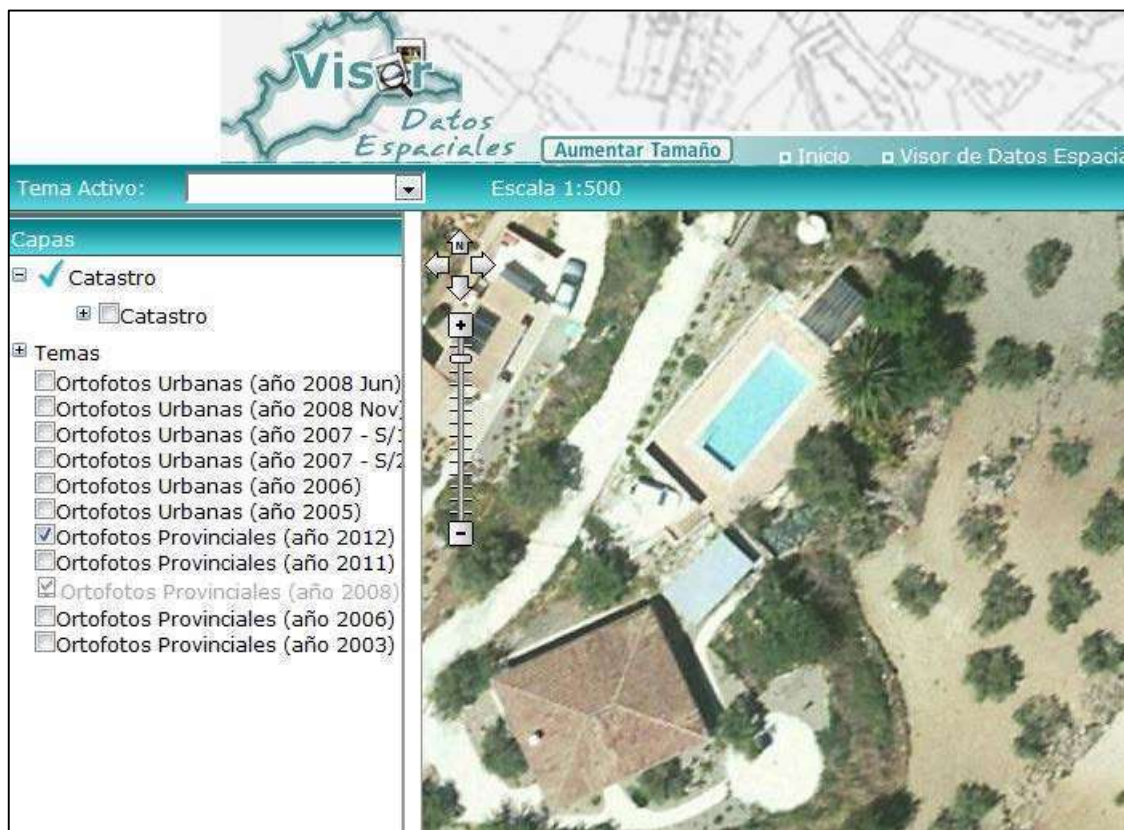 Visor
Datos
Espaciales
Aumentar Tamaño
Inicio
Visor de Datos Espacia
Tema Activo:
Escala 1:500
Capas
Catastro
Catastro
Temas
Ortofotos Urbanas (año 2008 Jun)
Ortofotos Urbanas (año 2008 Nov)
Ortofotos Urbanas (año 2007 - S/1
Ortofotos Urbanas (año 2007 - S/2
Ortofotos Urbanas (año 2006)
Ortofotos Urbanas (año 2005)
Ortofotos Provinciales (año 2012)
Ortofotos Provinciales (año 2011)
Ortofotos Provinciales (año 2008)
Ortofotos Provinciales (año 2006)
Ortofotos Provinciales (año 2003)
N
+
-